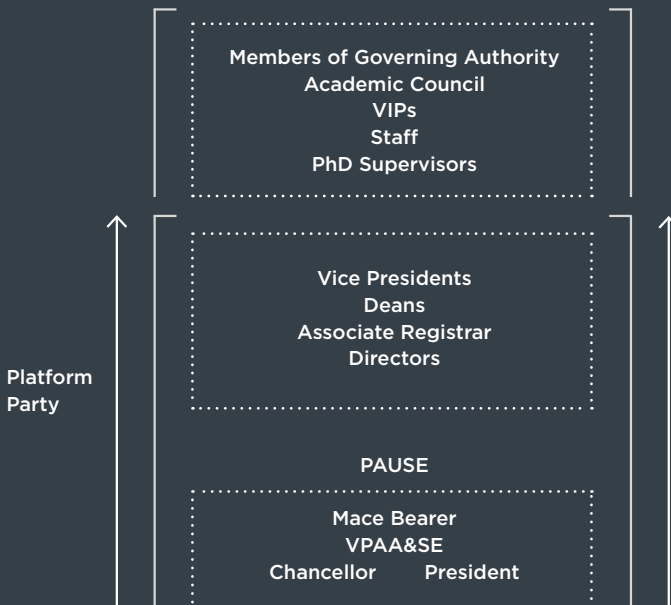 Members of Governing Authority
Academic Council
VIPs
Staff
PhD Supervisors
Vice Presidents
Deans
Associate Registrar
Directors
Platform
Party
PAUSE
Mace Bearer
VPAA&SE
Chancellor President